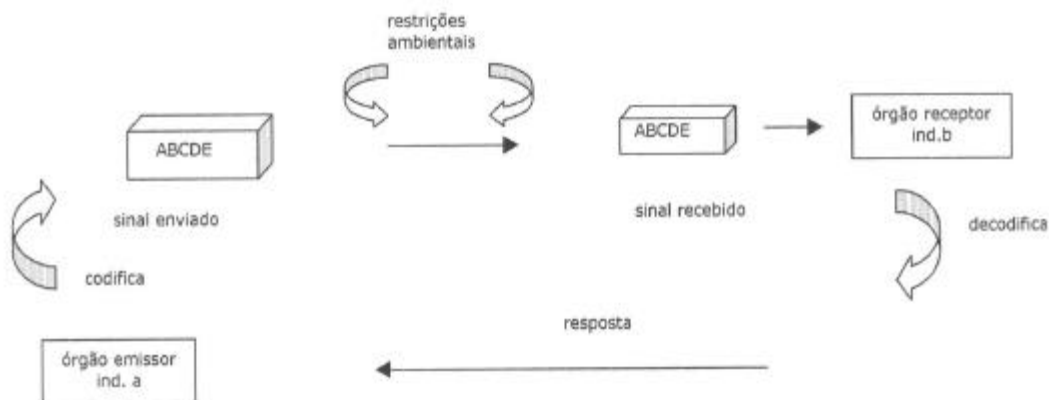 restrições
ambientais
ABCDE
ABCDE
órgão receptor
ind.b
sinal enviado
sinal recebido
decodifica
codifica
resposta
órgão emissor
ind. a